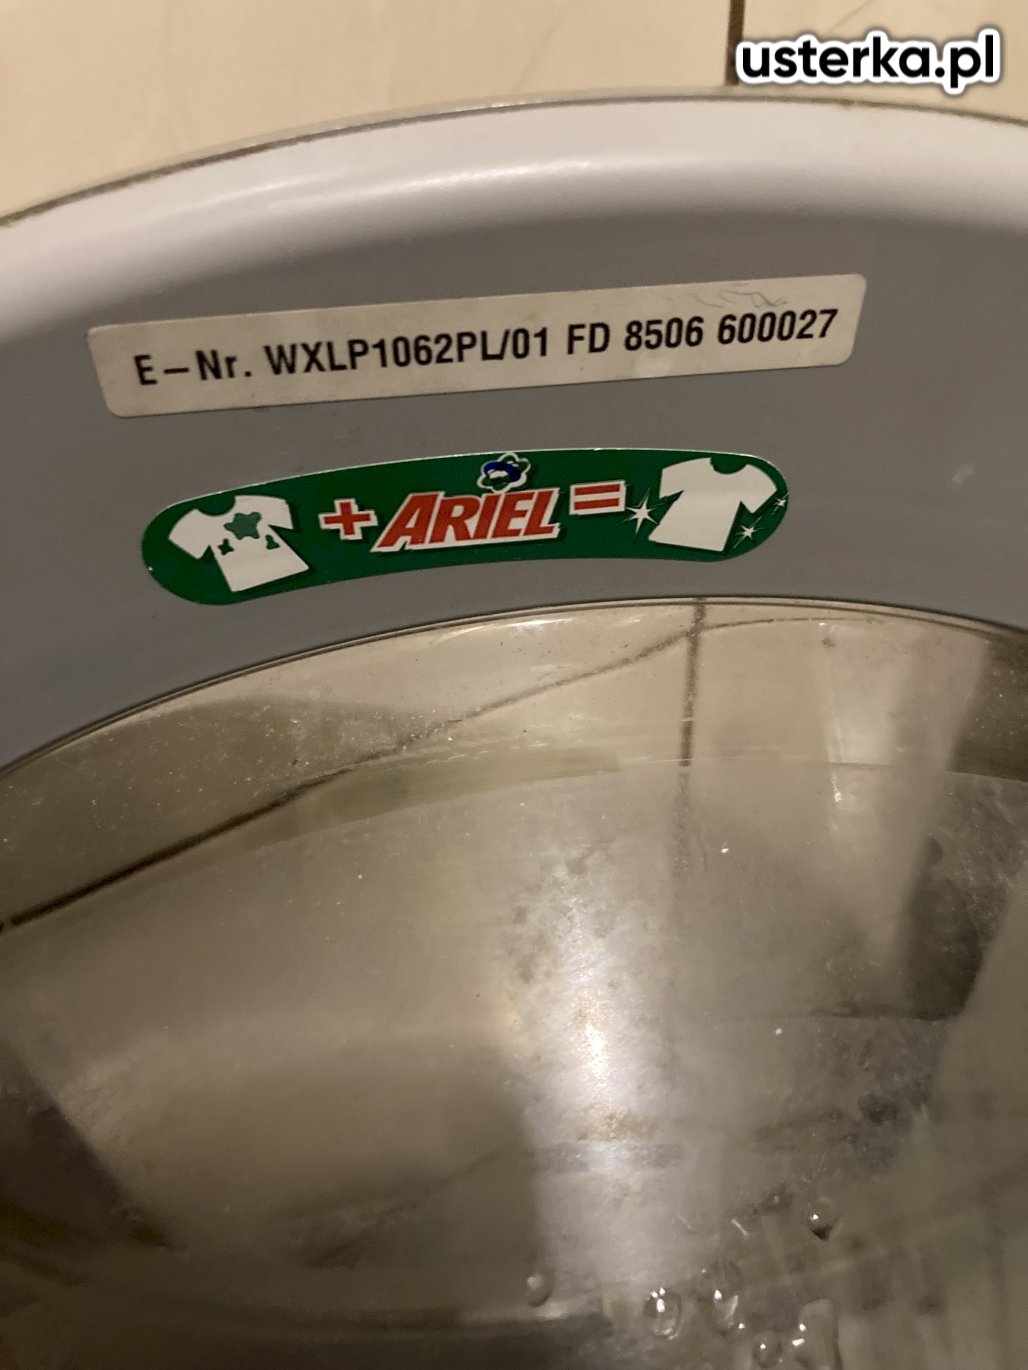 usterka.pl
E-Nr. WXLP1062PL/01 FD 8506 600027
+ ARIEL =